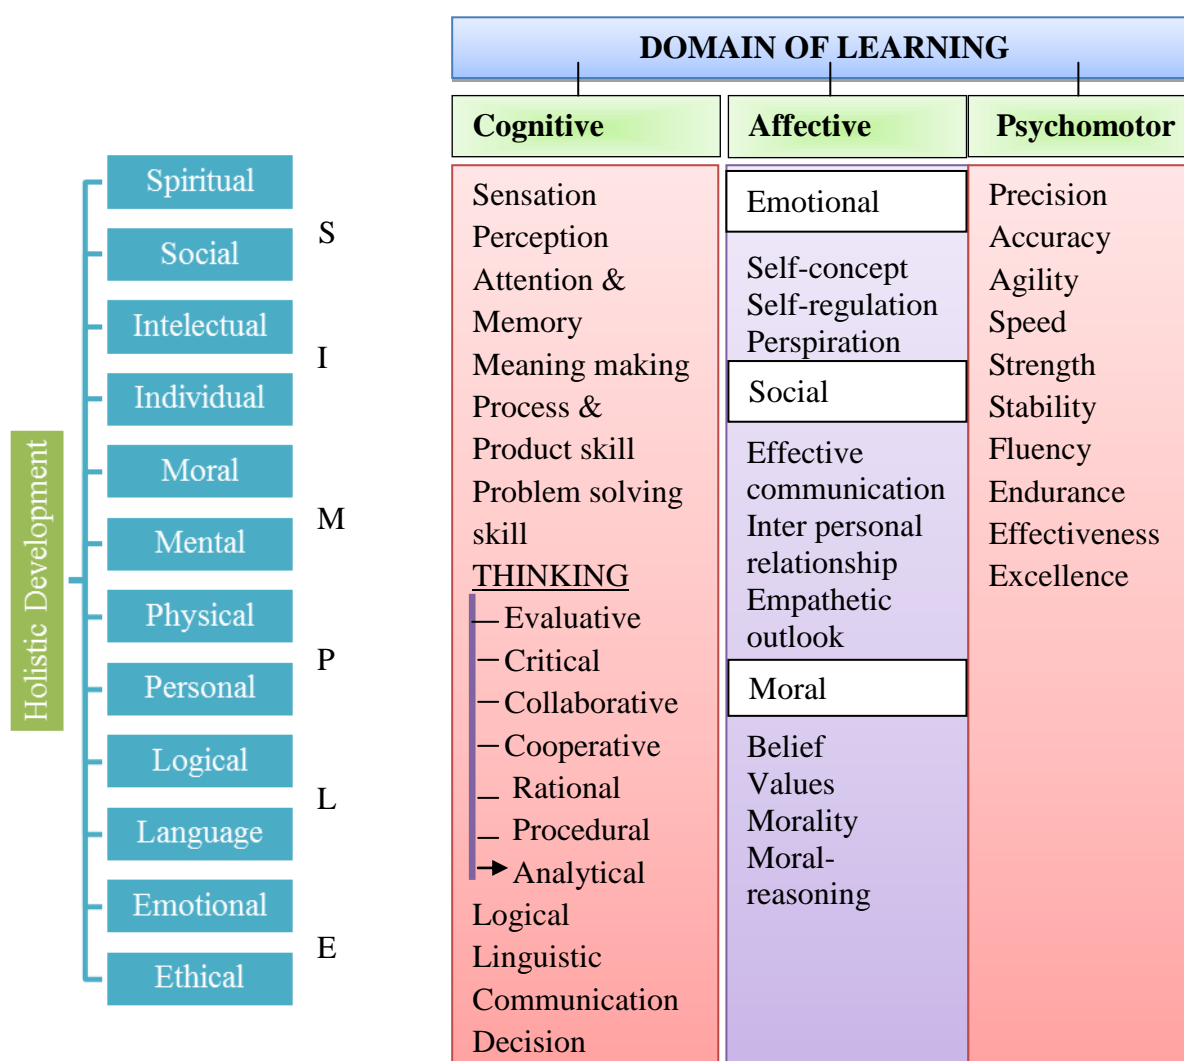 DOMAIN OF LEARNING
Cognitive
Affective
Psychomotor
Holistic Development
Spiritual
Social
Intelectual
Individual
Moral
Mental
Physical
Personal
Logical
Language
Emotional
Ethical
S
I
M
P
L
E
Sensation
Perception
Attention &
Memory
Meaning making
Process &
Product skill
Problem solving
skill
THINKING
Evaluative
Critical
Collaborative
Cooperative
Rational
Procedural
Analytical
Logical
Linguistic
Communication
Decision
Emotional
Self-concept
Self-regulation
Perspiration
Social
Effective
communication
Inter personal
relationship
Empathetic
outlook
Moral
Belief
Values
Morality
Moral-
reasoning
Precision
Accuracy
Agility
Speed
Strength
Stability
Fluency
Endurance
Effectiveness
Excellence